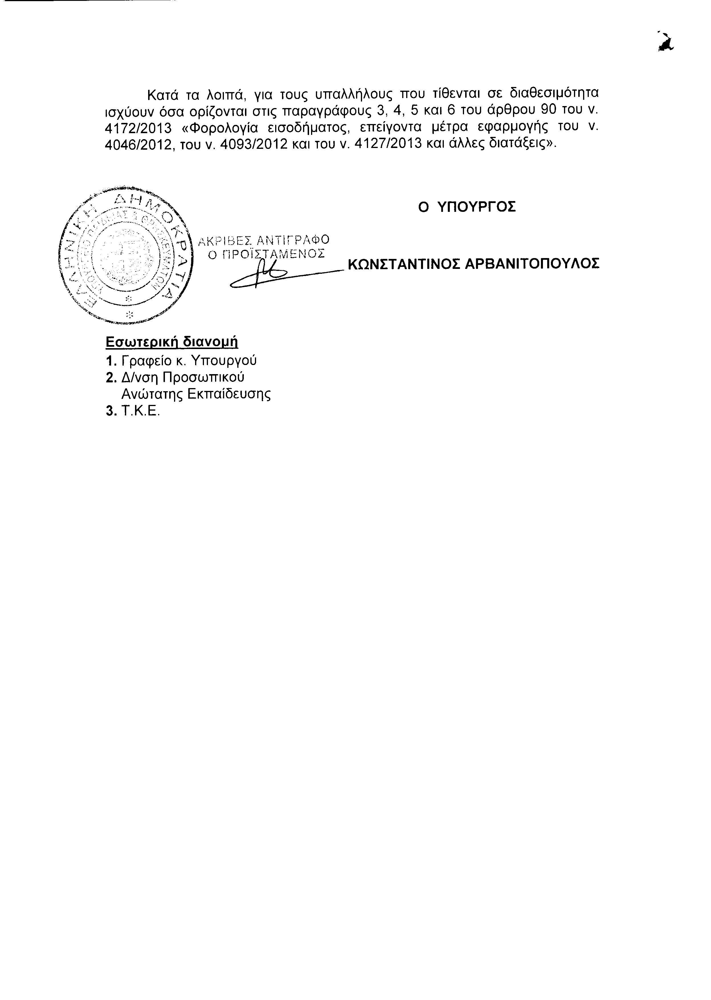 Κατά τα λοιπά, για τους υπαλλήλους που τίθενται σε διαθεσιμότητα
ισχύουν όσα ορίζονται στις παραγράφους 3, 4, 5 και 6 του άρθρου 90 του ν.
4172/2013 «Φορολογία εισοδήματος, επείγοντα μέτρα εφαρμογής του ν.
4046/2012, του ν. 4093/2012 και του ν. 4127/2013 και άλλες διατάξεις».
Ο ΥΠΟΥΡΓΟΣ
ΕΛΛΗΝΙΚΗ ΔΗΜΟΚΡΑΤΙΑ
ΥΠΟΥΡΓΕΙΟ ΠΑΙΔΕΙΑΣ & ΘΡΗΣΚΕΥΜΑΤΩΝ
ΑΚΡΙΒΕΣ ΑΝΤΙΓΡΑΦΟ
Ο ΠΡΟΪΣΤΑΜΕΝΟΣ
ΚΩΝΣΤΑΝΤΙΝΟΣ ΑΡΒΑΝΙΤΟΠΟΥΛΟΣ
Εσωτερική διανομή
1. Γραφείο κ. Υπουργού
2. Δ/νση Προσωπικού
Ανώτατης Εκπαίδευσης
3. Τ.Κ.Ε.